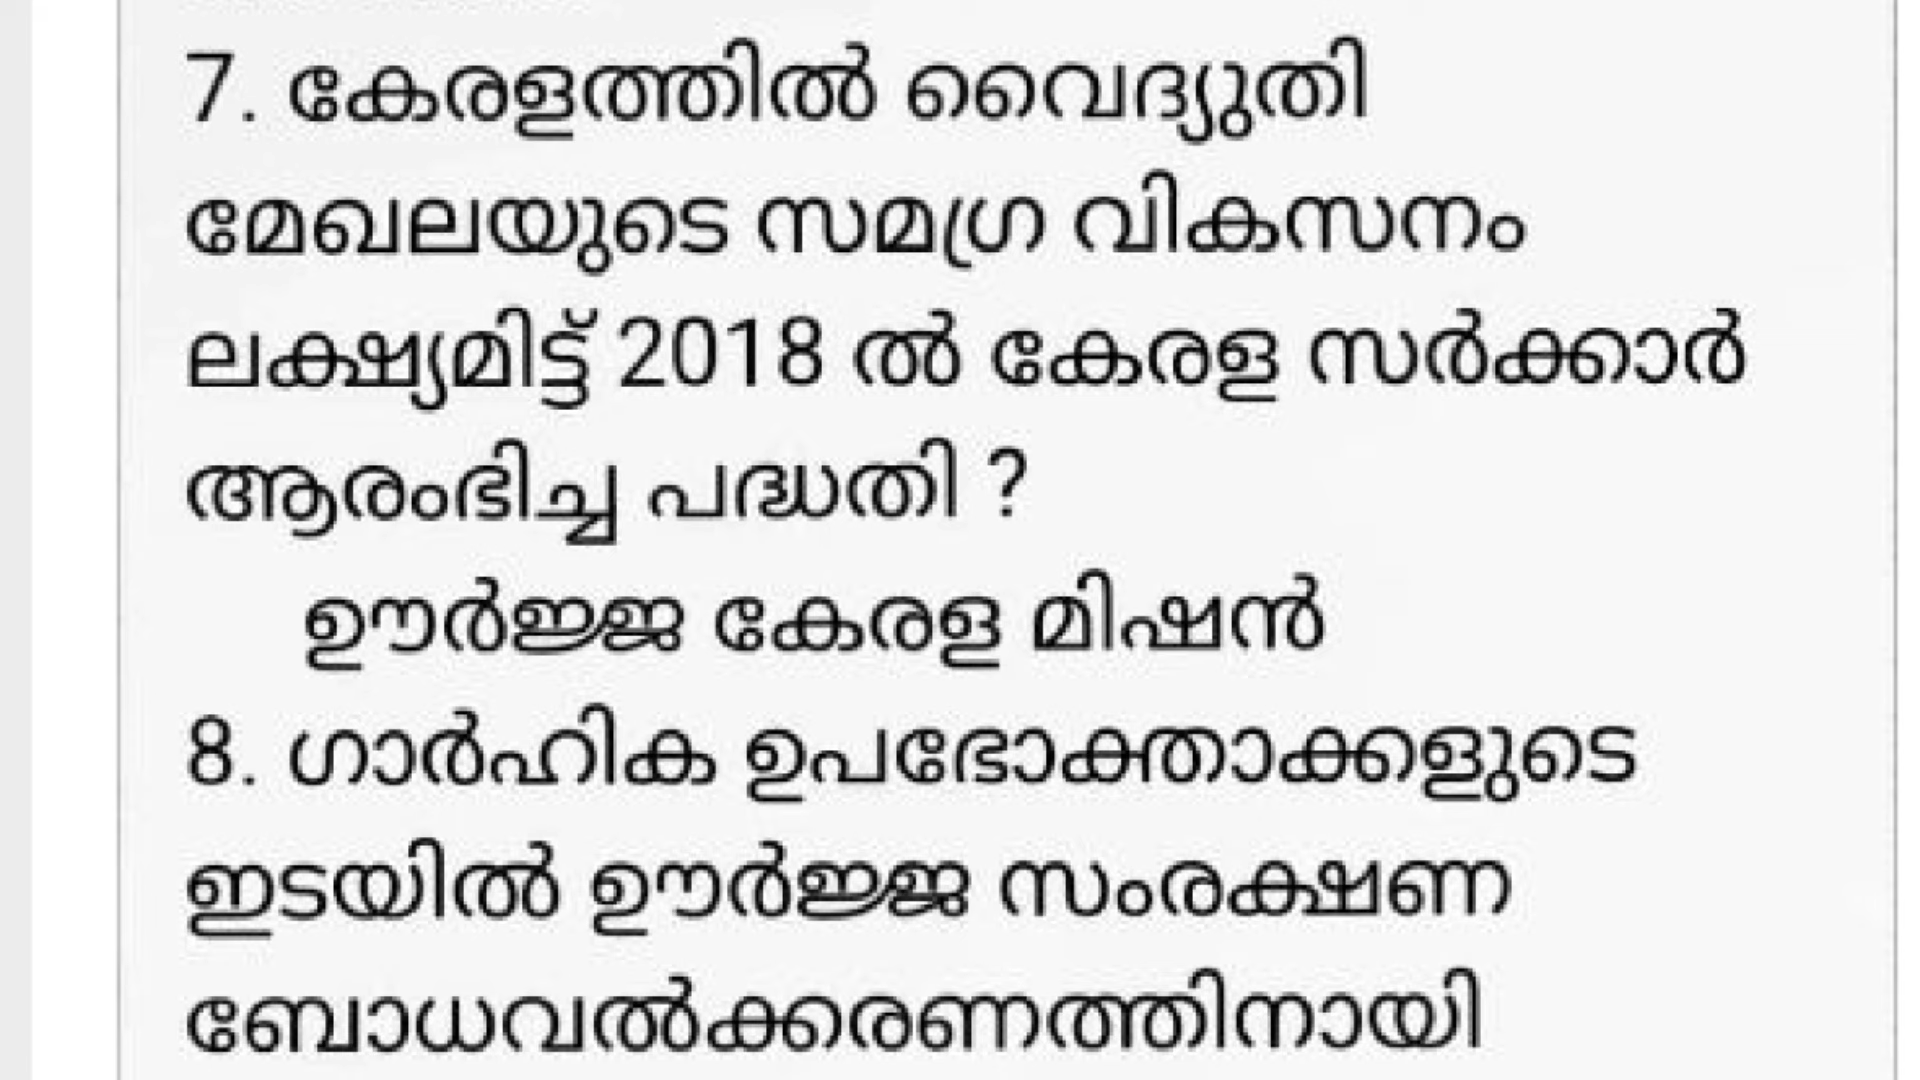 7. കേരളത്തിൽ വൈദ്യുതി
മേഖലയുടെ സമഗ്ര വികസനം
ലക്ഷ്യമിട്ട് 2018 ൽ കേരള സർക്കാർ
ആരംഭിച്ച പദ്ധതി ?
ഊർജ്ജ കേരള മിഷൻ
8. ഗാർഹിക ഉപഭോക്താക്കളുടെ
ഇടയിൽ ഊർജ്ജ സംരക്ഷണ
ബോധവൽക്കരണത്തിനായി